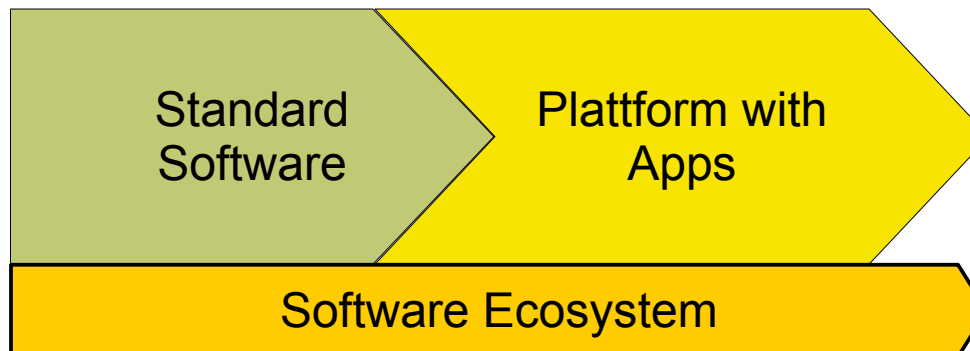 Standard
Software
Plattform with
Apps
Software Ecosystem